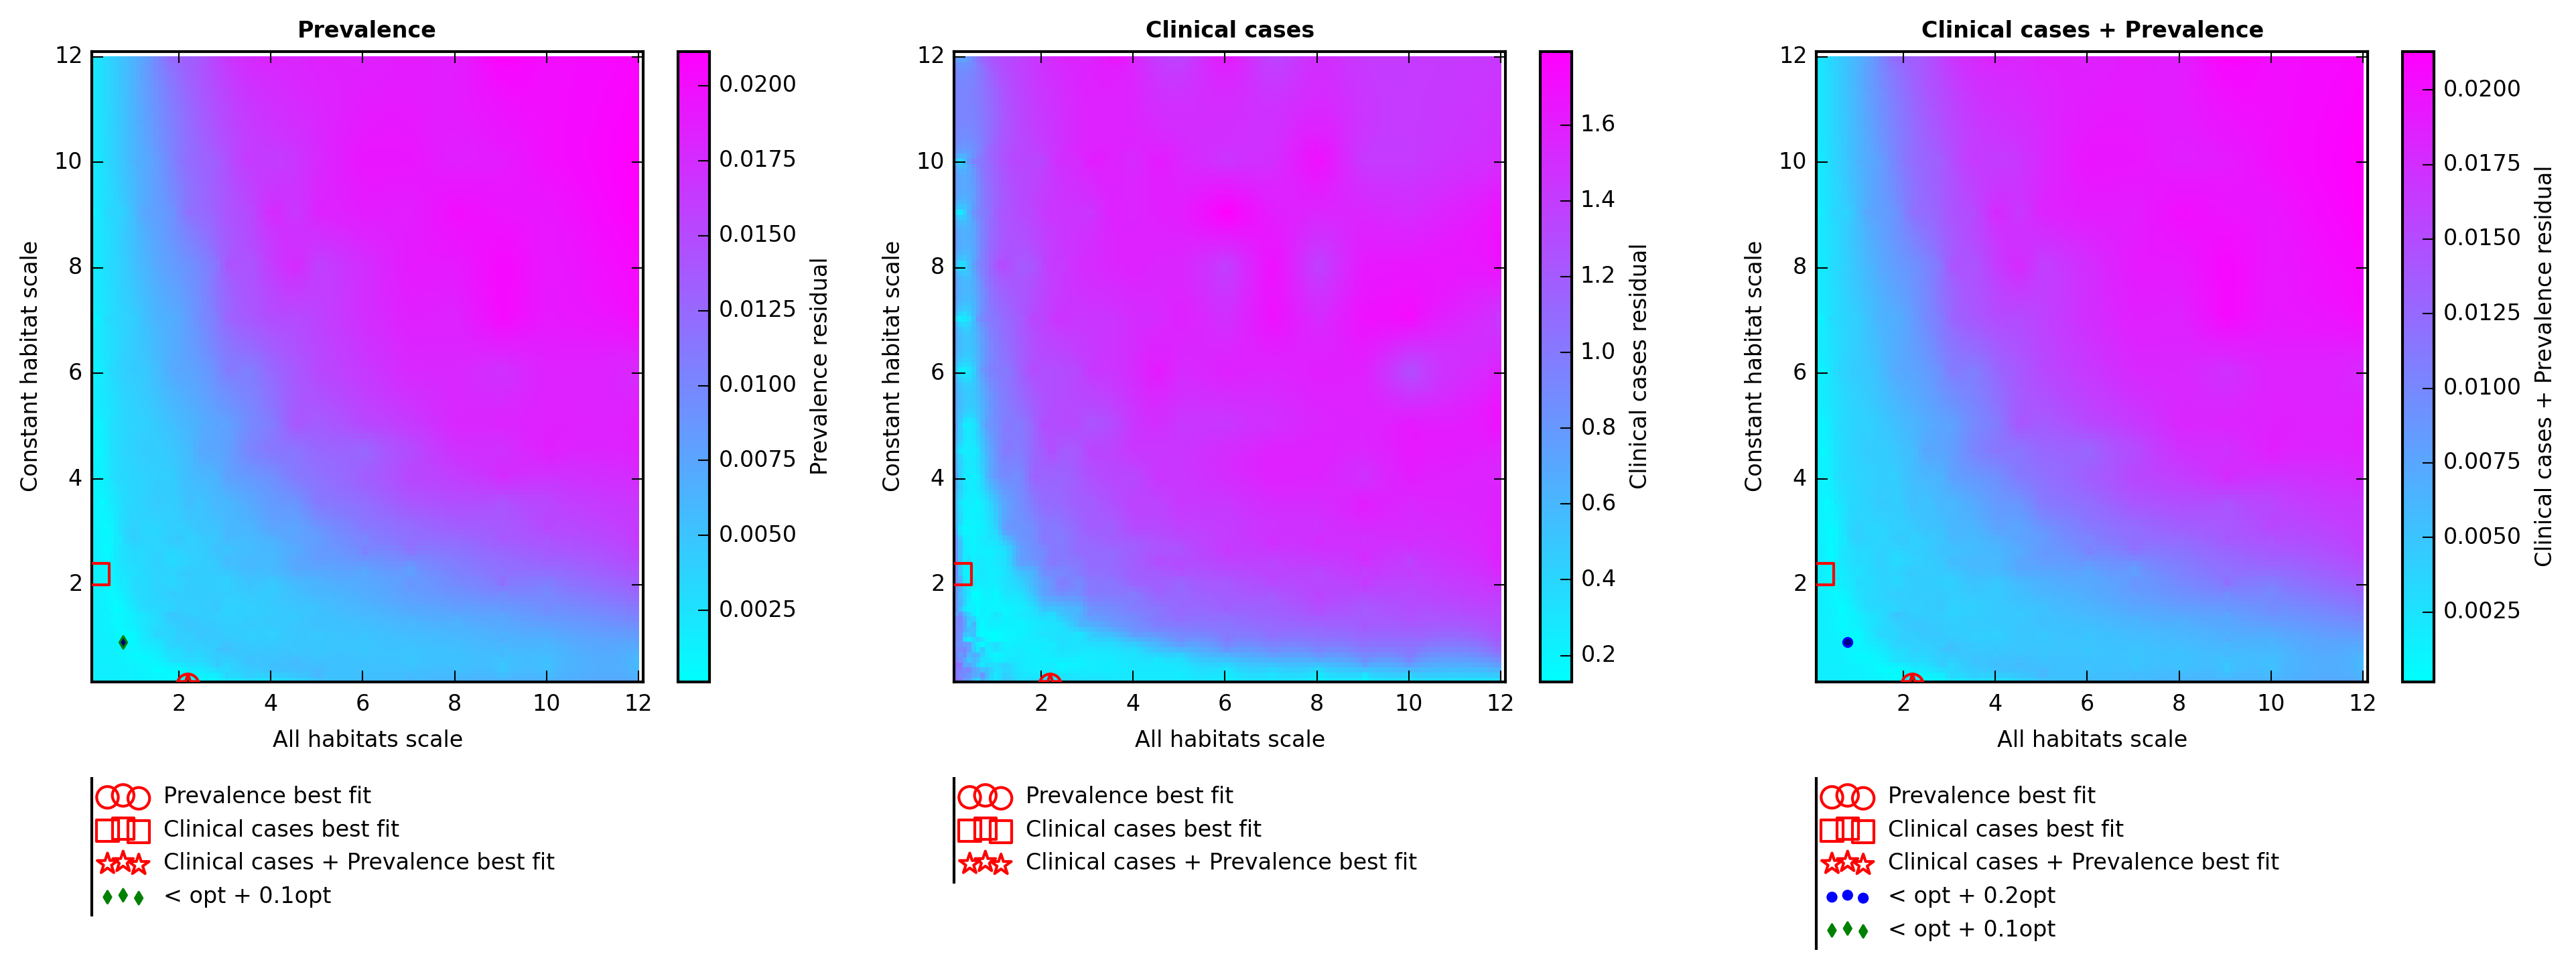 Prevalence
12
10
8
6
4
2
Constant habitat scale
2 4 6 8 10 12
All habitats scale
0.0200
0.0175
0.0150
0.0125
0.0100
0.0075
0.0050
0.0025
Prevalence residual
Prevalence best fit
Clinical cases best fit
Clinical cases + Prevalence best fit
< opt + 0.1opt
Clinical cases
12
10
8
6
4
2
Constant habitat scale
2 4 6 8 10 12
All habitats scale
1.6
1.4
1.2
1.0
0.8
0.6
0.4
0.2
Clinical cases residual
Prevalence best fit
Clinical cases best fit
Clinical cases + Prevalence best fit
Clinical cases + Prevalence
12
10
8
6
4
2
Constant habitat scale
2 4 6 8 10 12
All habitats scale
0.0200
0.0175
0.0150
0.0125
0.0100
0.0075
0.0050
0.0025
Clinical cases + Prevalence residual
Prevalence best fit
Clinical cases best fit
Clinical cases + Prevalence best fit
< opt + 0.2opt
< opt + 0.1opt